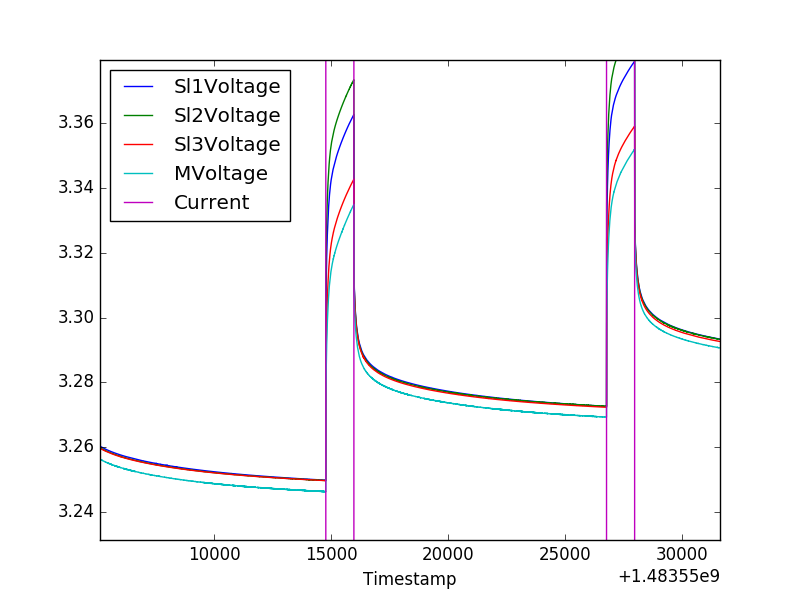 Sl1Voltage
Sl2Voltage
Sl3Voltage
MVoltage
Current
3.36
3.34
3.32
3.30
3.28
3.26
3.24
10000 15000 20000 25000 30000
Timestamp
+1.48355e9